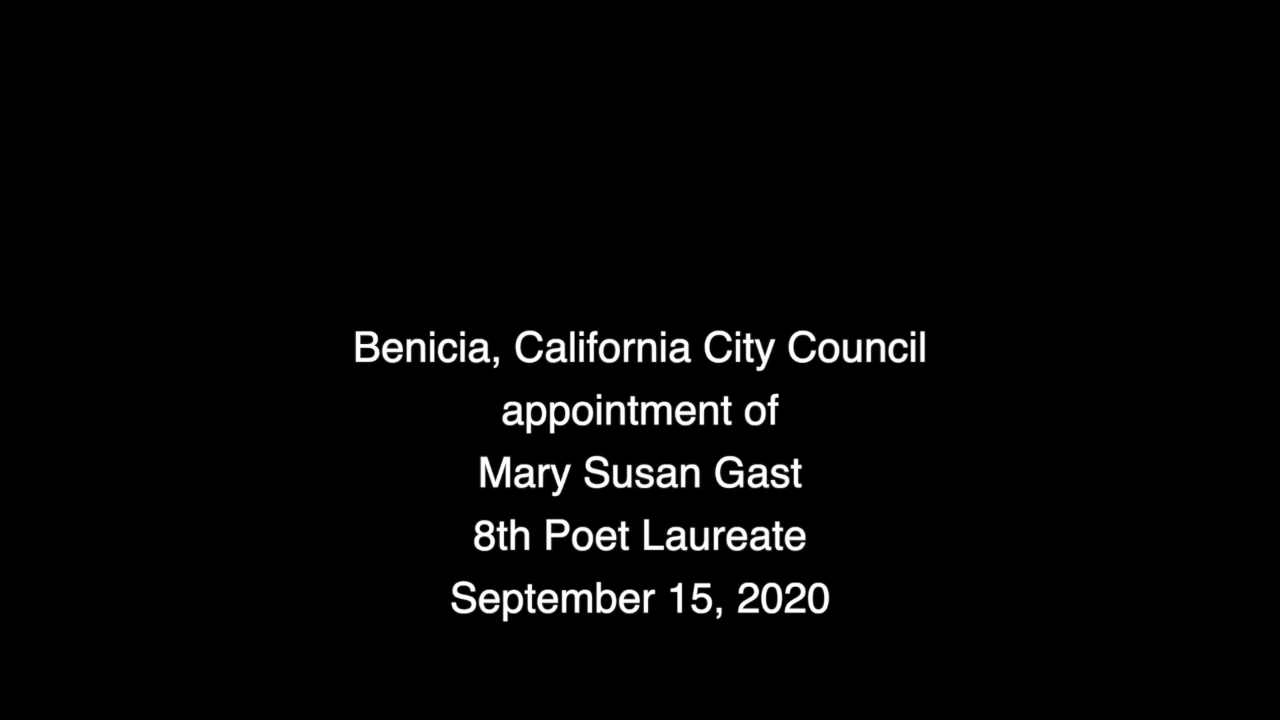 Benicia, California City Council
appointment of
Mary Susan Gast
8th Poet Laureate
September 15, 2020